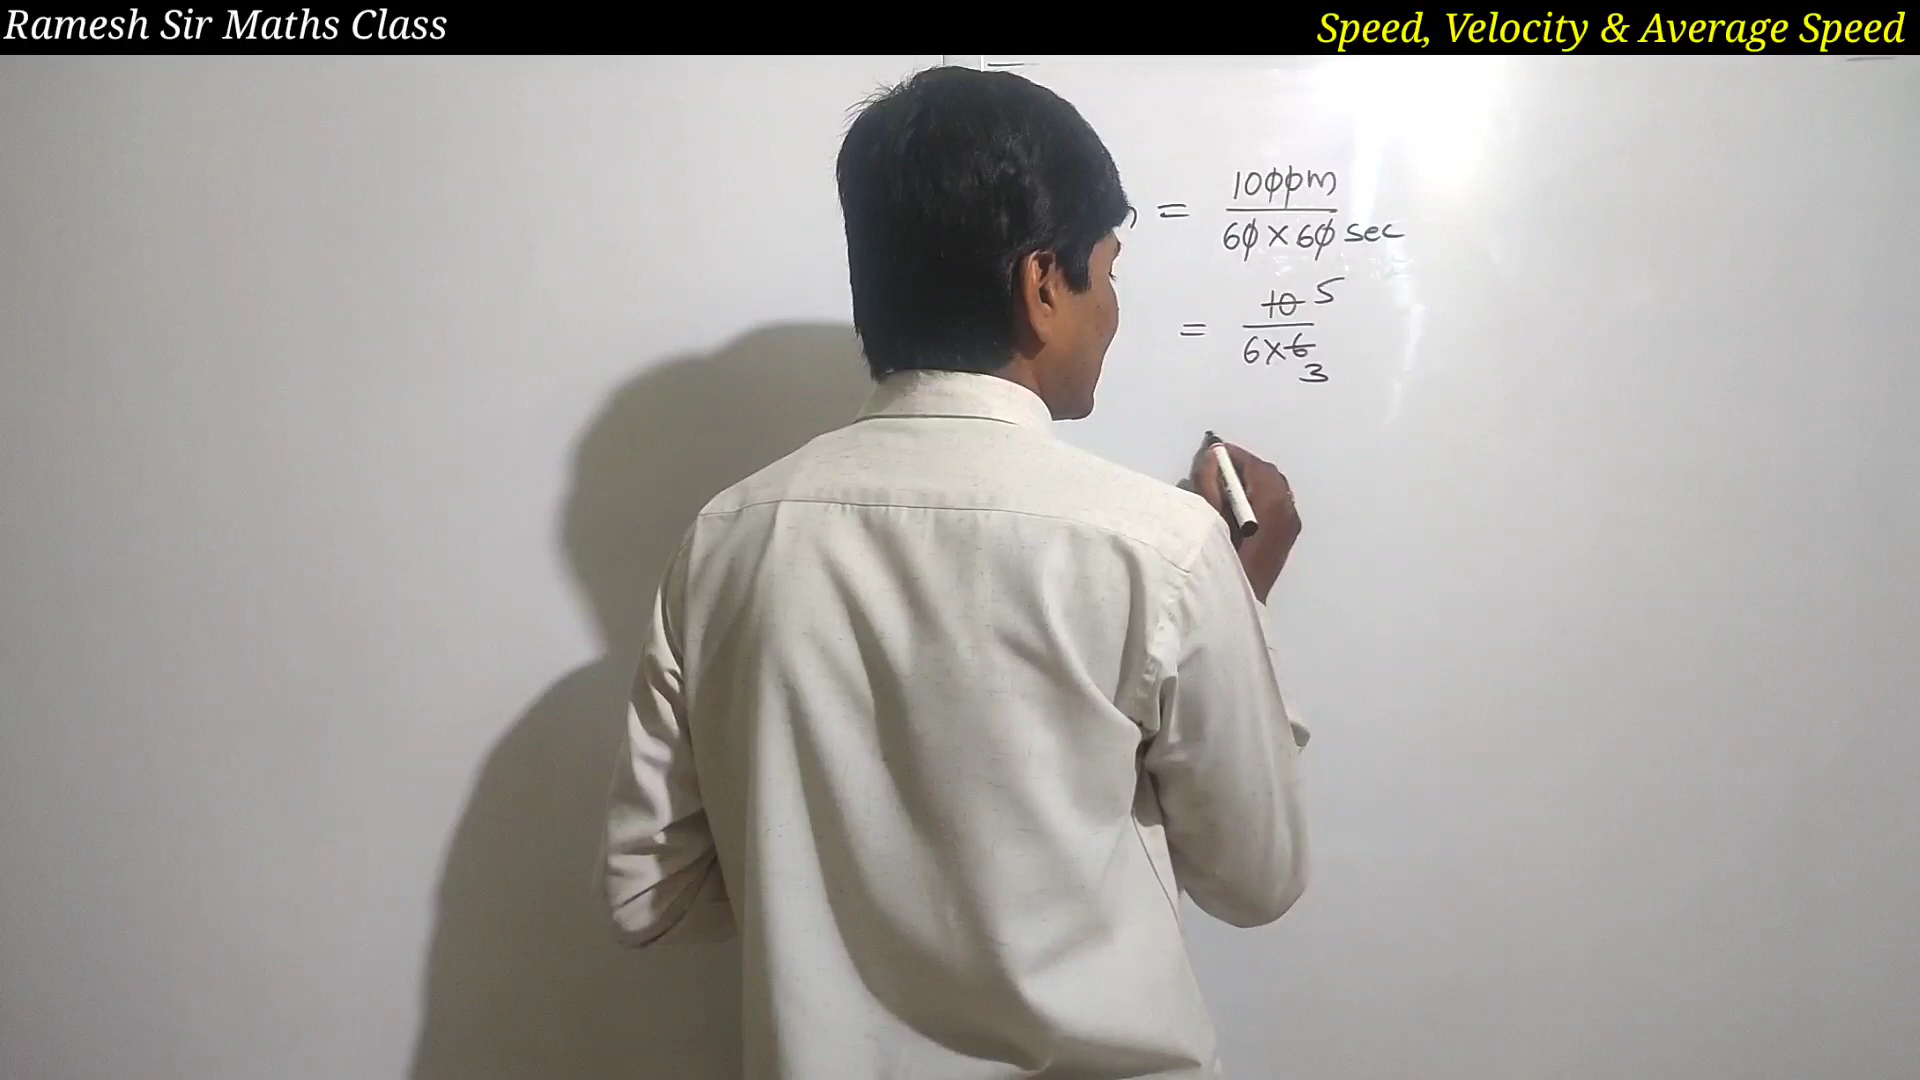 Ramesh Sir Maths Class
Speed, Velocity & Average Speed
= 1000m
60 × 60 sec
= 10 5
6×6
3